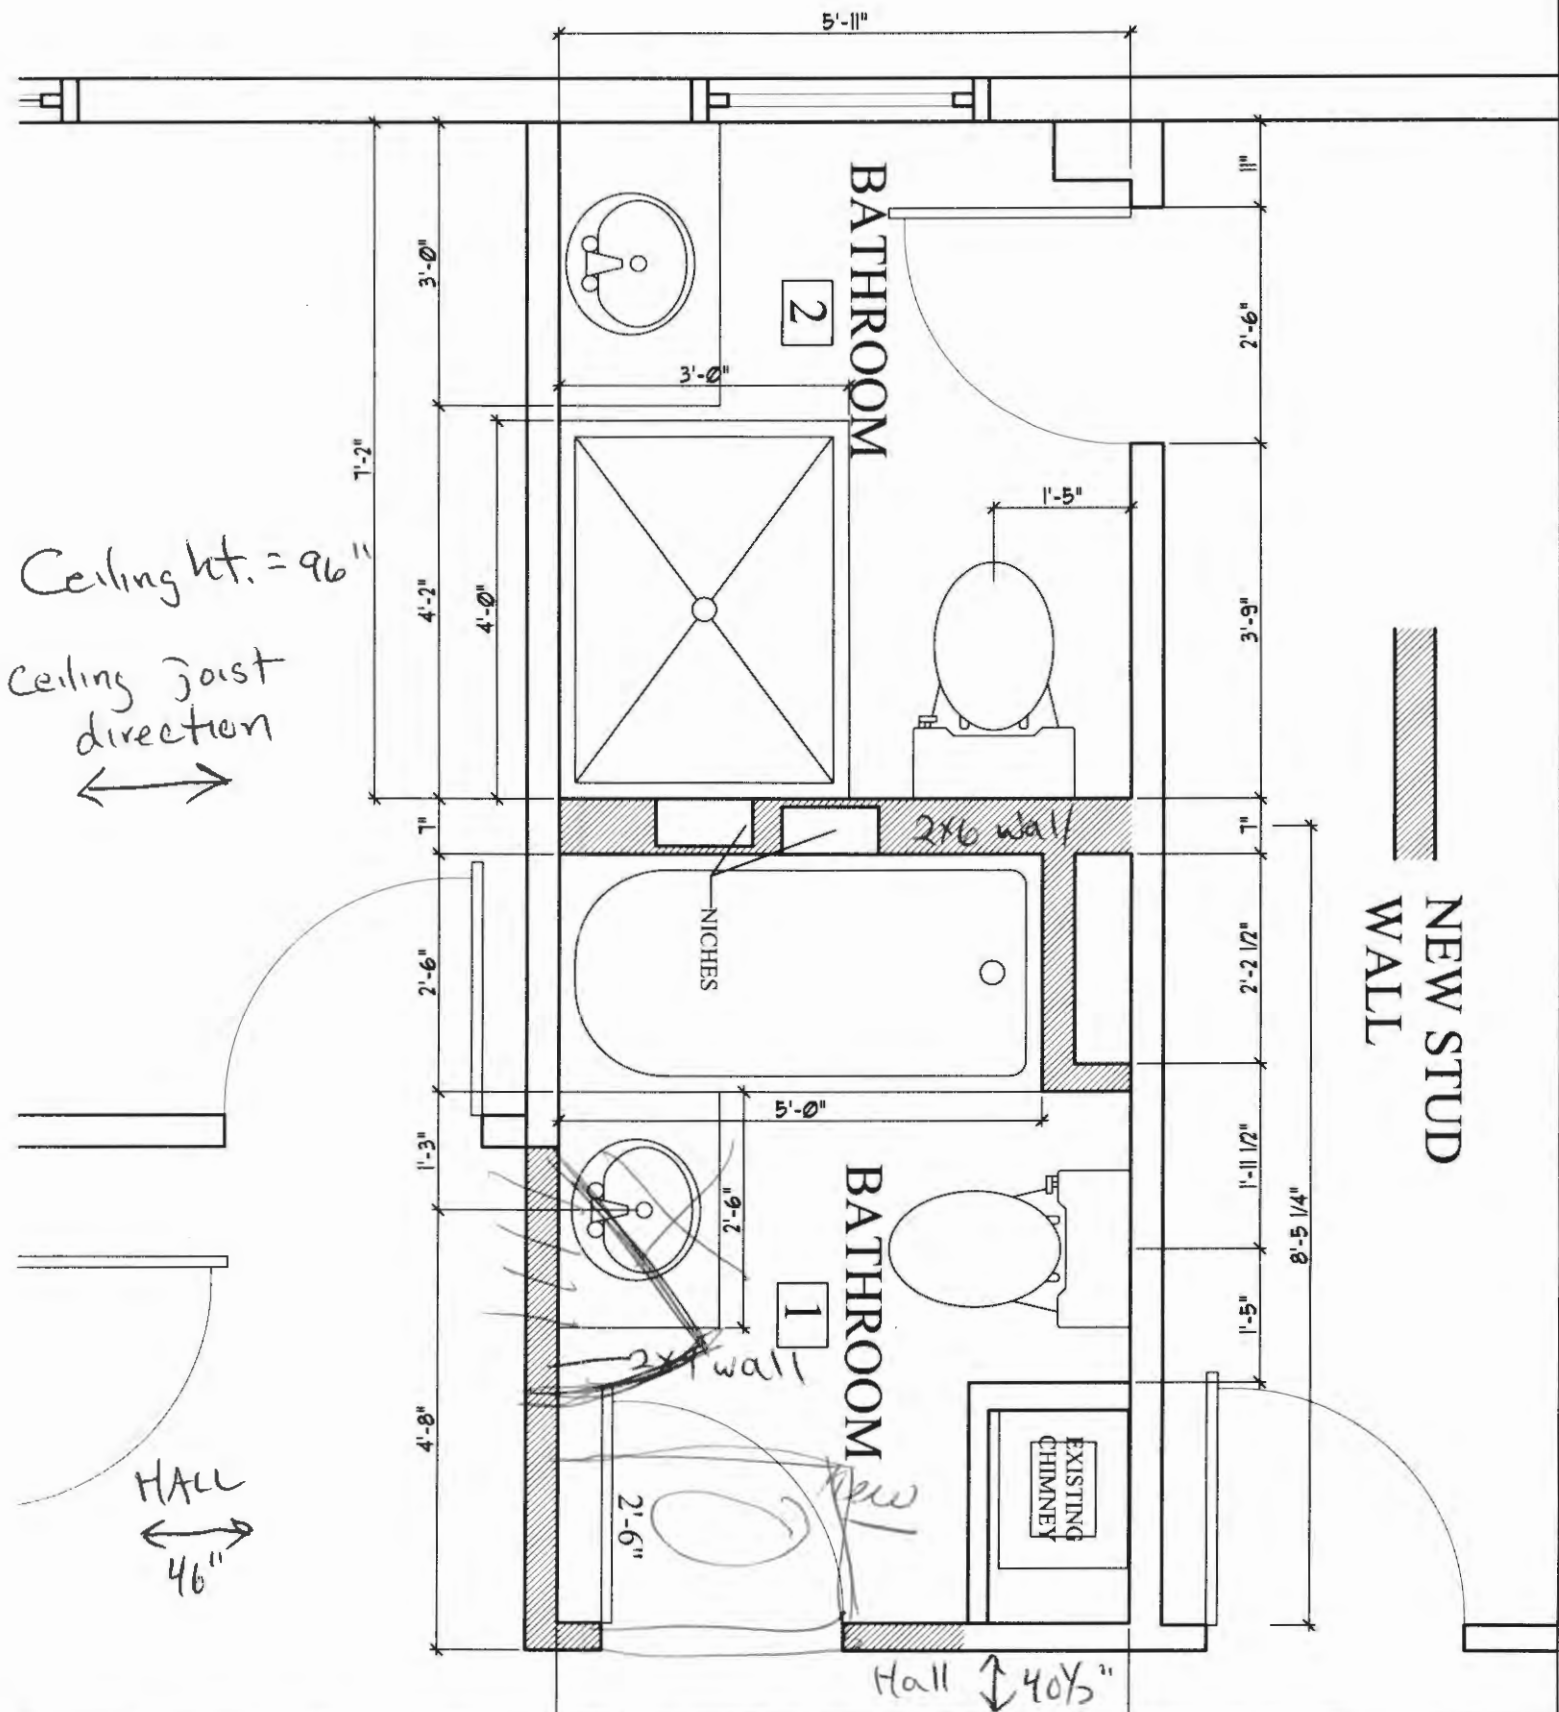 5'-11"
11"
2'-6"
3'-9"
7"
2'-2 1/2"
1'-11 1/2"
1'-5"
8'-5 1/4"
3'-0"
7'-2"
4'-2"
4'-0"
7"
2'-6"
1'-3"
4'-8"
BATHROOM
2
3'-0"
1'-5"
Ceiling ht. = 96"
Ceiling joist
direction
2x6 wall
NICHES
NEW STUD
WALL
5'-0"
2'-6"
BATHROOM
1
2x4 wall
EXISTING
CHIMNEY
New
2'-6"
HALL
46"
Hall 40 1/2"